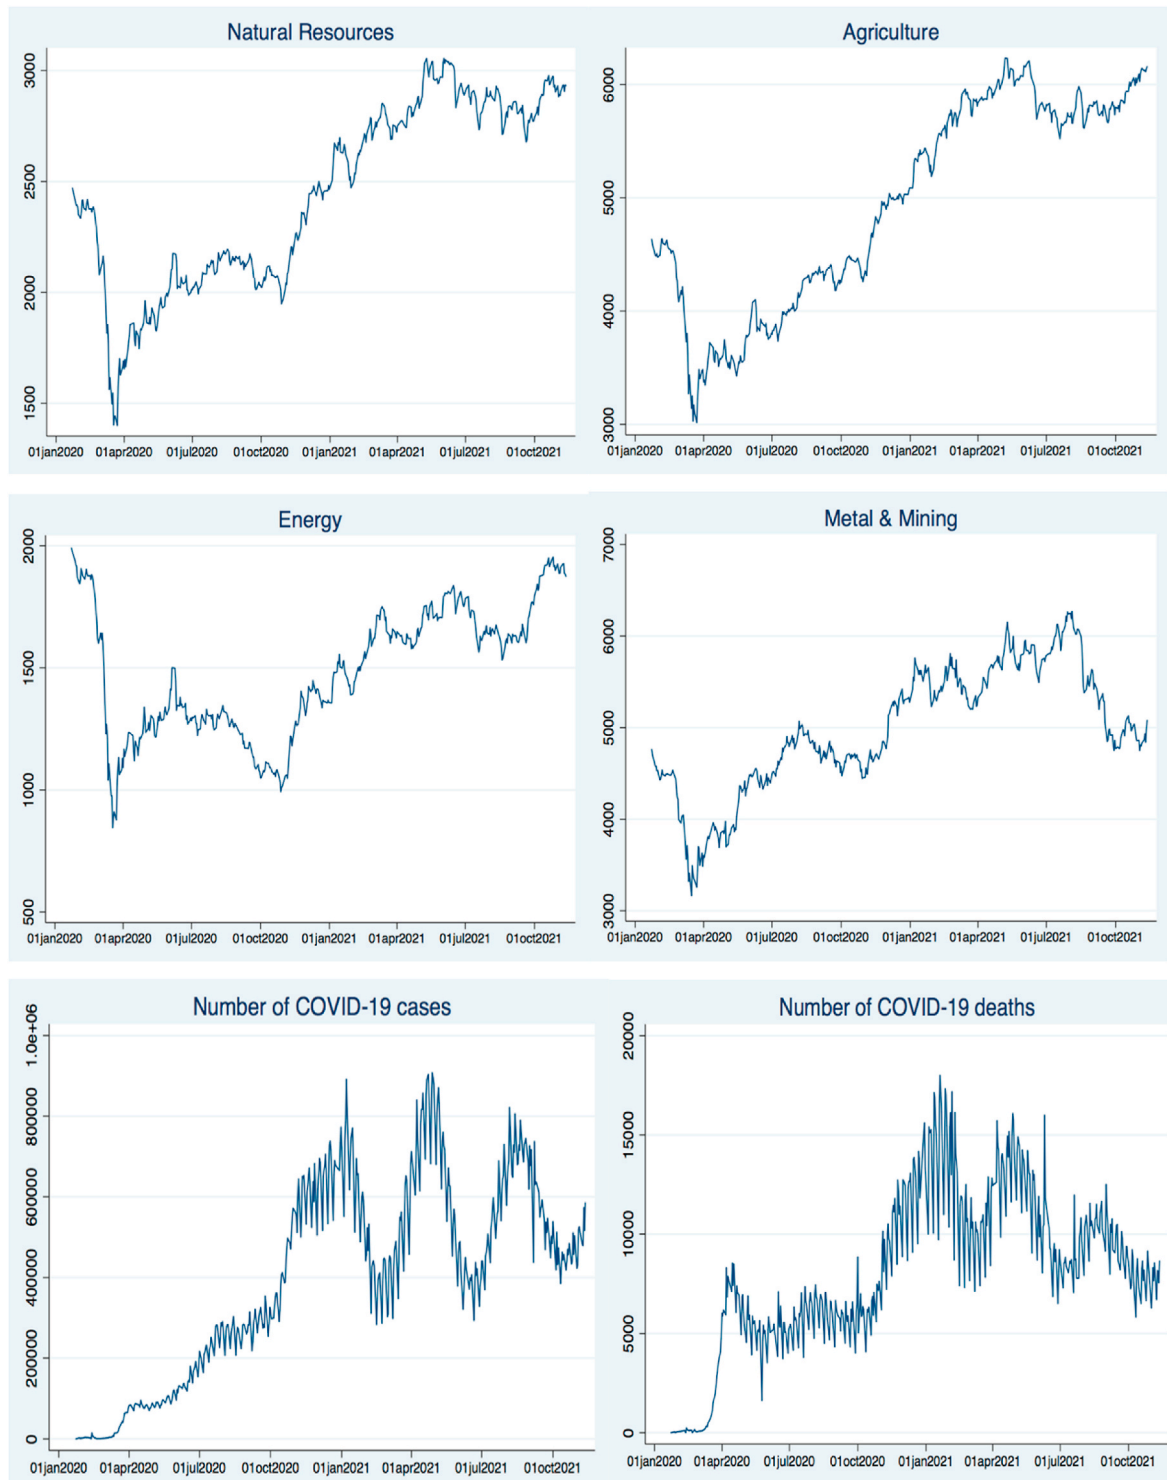 Natural Resources
3000
2500
2000
1500
01jan2020 01apr2020 01jul2020 01oct2020 01jan2021 01apr2021 01jul2021 01oct2021
Agriculture
6000
5000
4000
3000
01jan2020 01apr2020 01jul2020 01oct2020 01jan2021 01apr2021 01jul2021 01oct2021
Energy
2000
1500
1000
500
01jan2020 01apr2020 01jul2020 01oct2020 01jan2021 01apr2021 01jul2021 01oct2021
Metal & Mining
7000
6000
5000
4000
3000
01jan2020 01apr2020 01jul2020 01oct2020 01jan2021 01apr2021 01jul2021 01oct2021
Number of COVID-19 cases
1.0e+06
800000
600000
400000
200000
0
01jan2020 01apr2020 01jul2020 01oct2020 01jan2021 01apr2021 01jul2021 01oct2021
Number of COVID-19 deaths
20000
15000
10000
5000
0
01jan2020 01apr2020 01jul2020 01oct2020 01jan2021 01apr2021 01jul2021 01oct2021